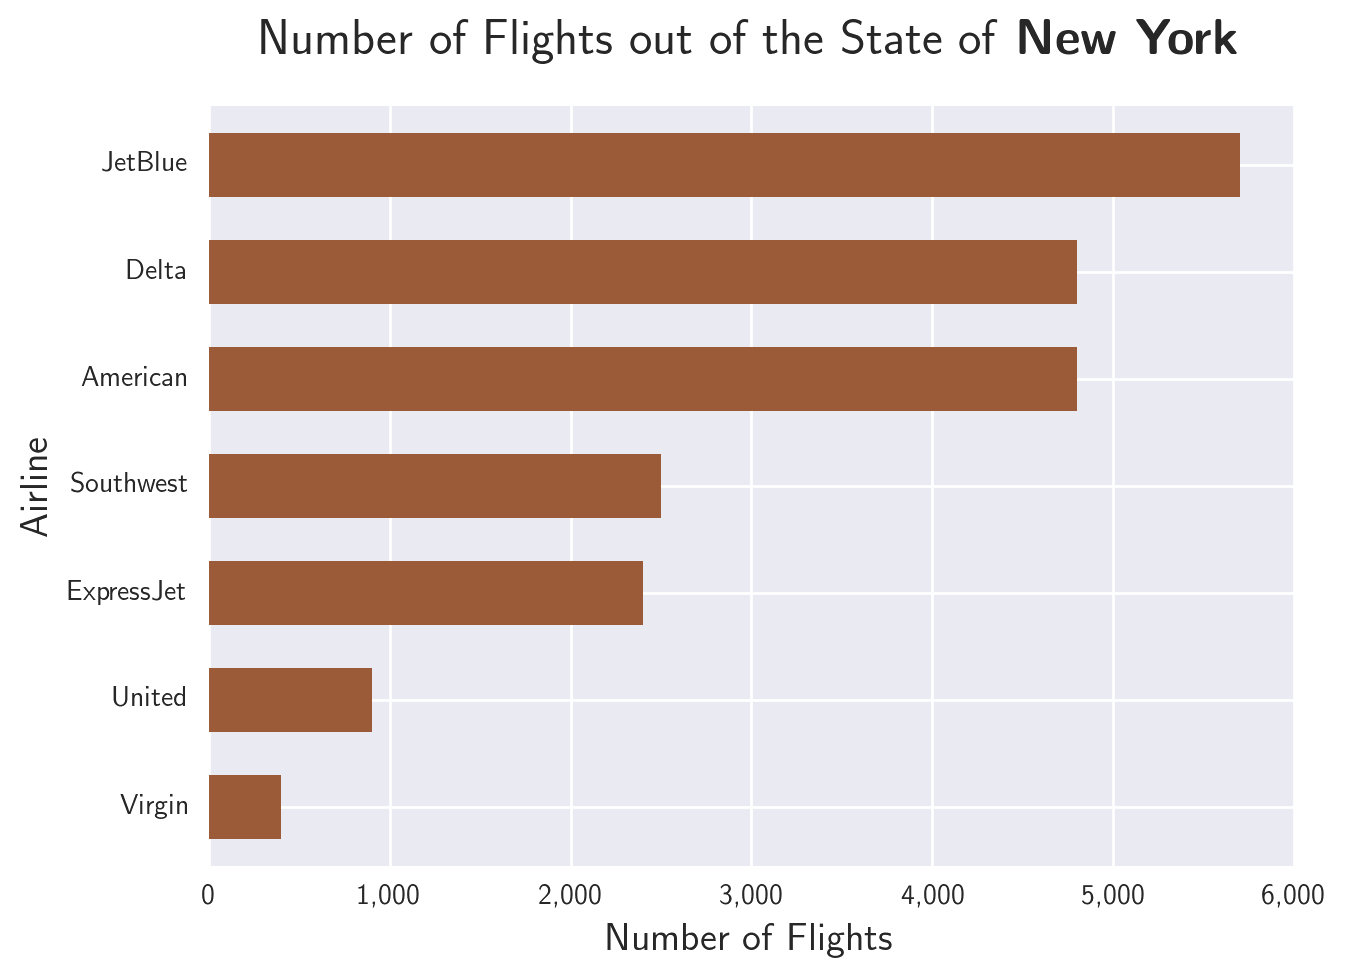 Number of Flights out of the State of New York
JetBlue
Delta
American
Southwest
ExpressJet
United
Virgin
Airline
0 1,000 2,000 3,000 4,000 5,000 6,000
Number of Flights